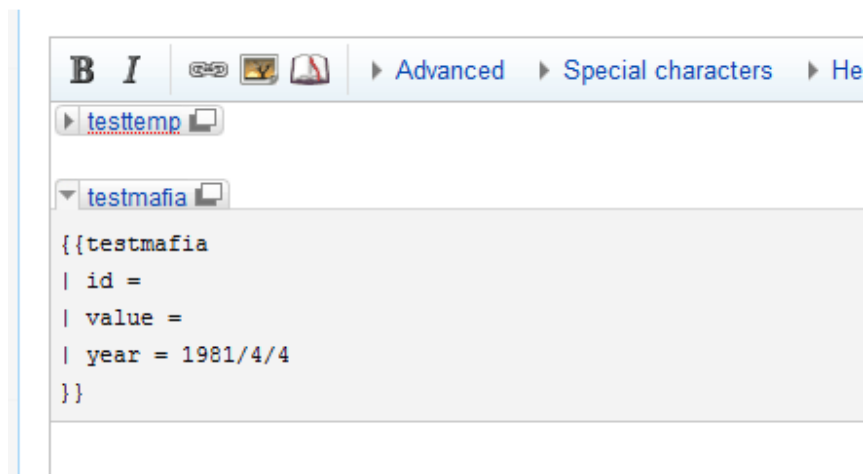 B I Advanced Special characters He
testtemp
testmafia
{{testmafia
| id =
| value =
| year = 1981/4/4
}}